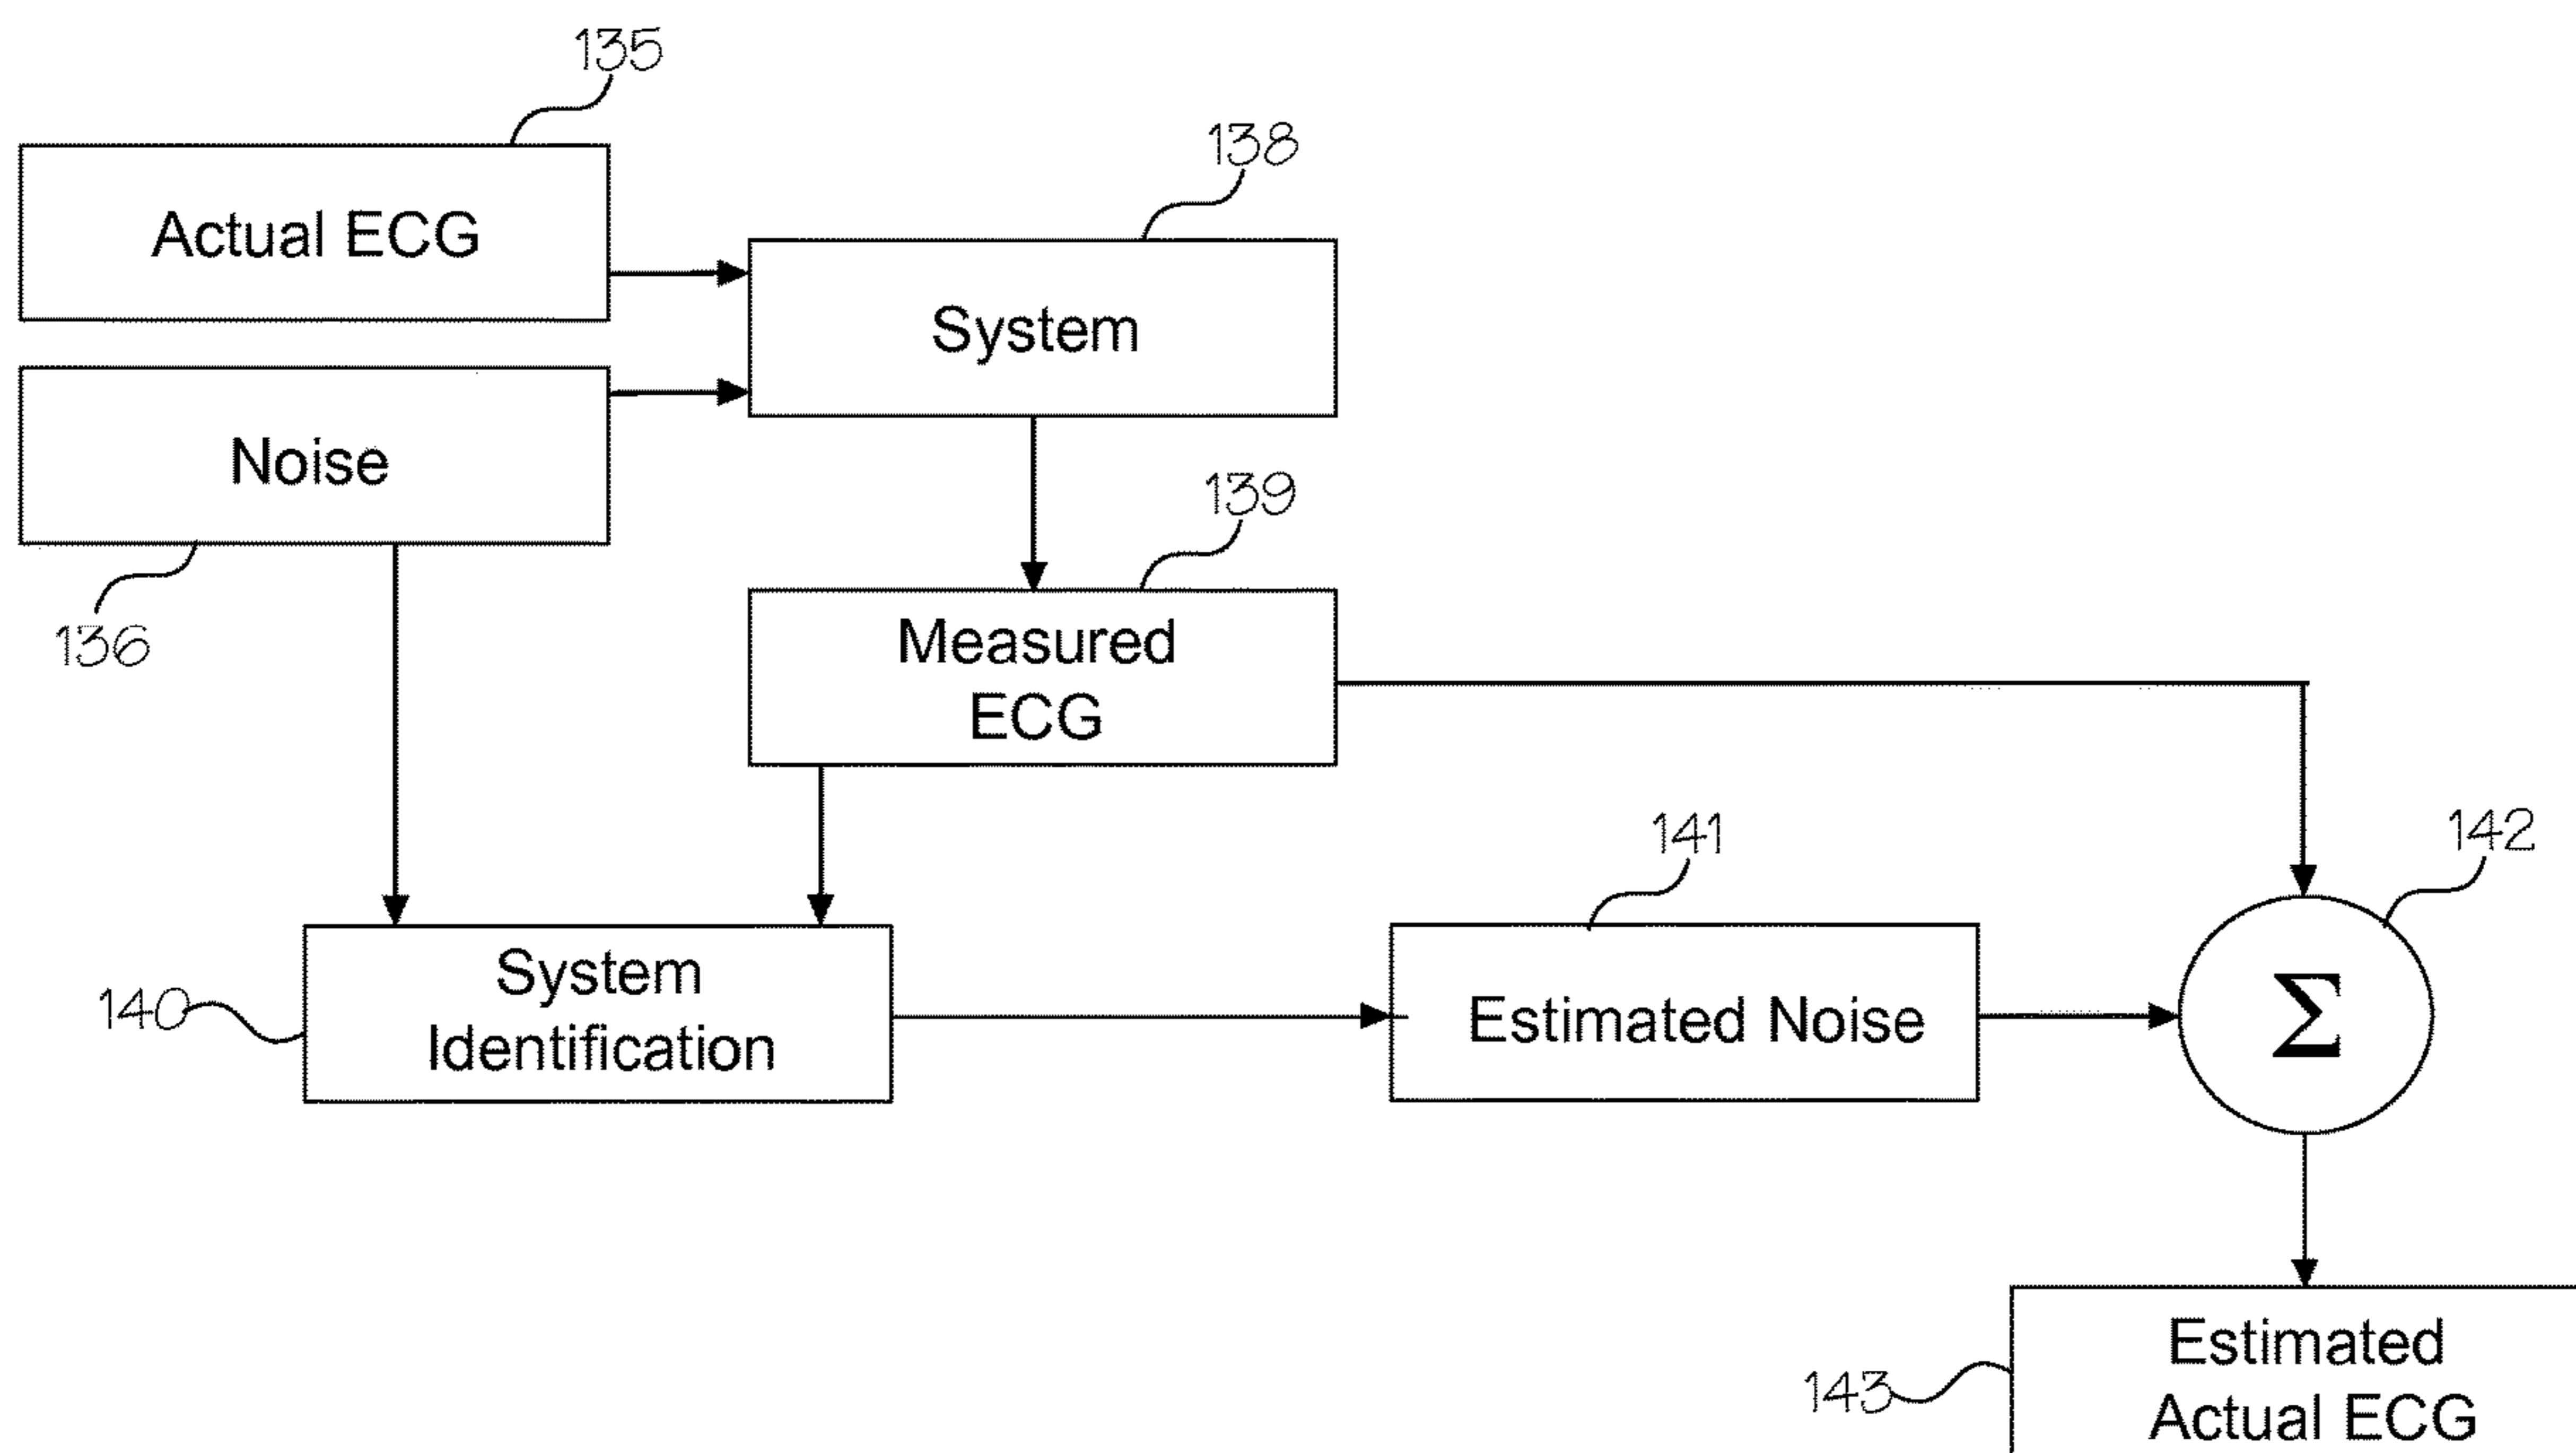 135
Actual ECG
138
System
Noise
136
139
Measured
ECG
140
System
Identification
141
Estimated Noise
142
Σ
143
Estimated
Actual ECG